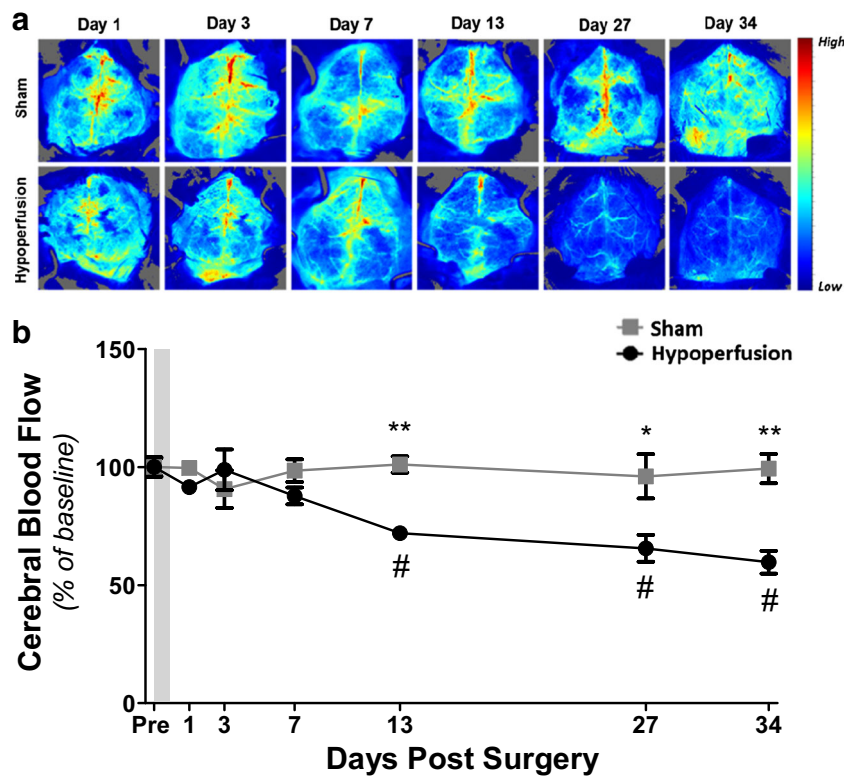 a
Day 1 Day 3 Day 7 Day 13 Day 27 Day 34
Sham
High
Hypoperfusion
Low
b
Sham
Hypoperfusion
Cerebral Blood Flow
(% of baseline)
150
100
50
0
** * **
# # #
Pre 1 3 7 13 27 34
Days Post Surgery